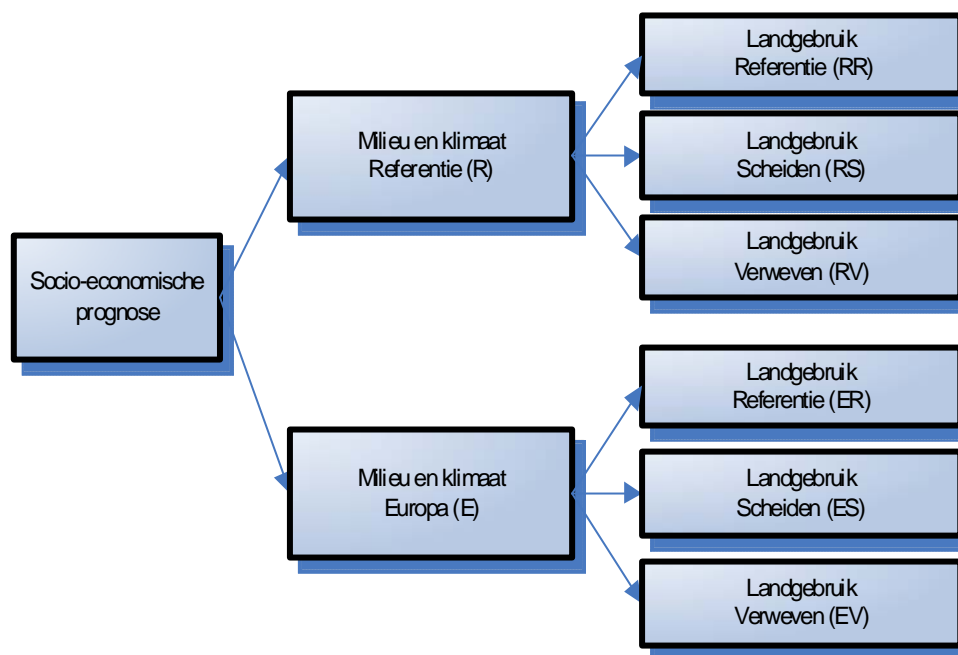 Socio-economische
prognose
Milieu en klimaat
Referentie (R)
Landgebruik
Referentie (RR)
Landgebruik
Scheiden (RS)
Landgebruik
Verweven (RV)
Milieu en klimaat
Europa (E)
Landgebruik
Referentie (ER)
Landgebruik
Scheiden (ES)
Landgebruik
Verweven (EV)